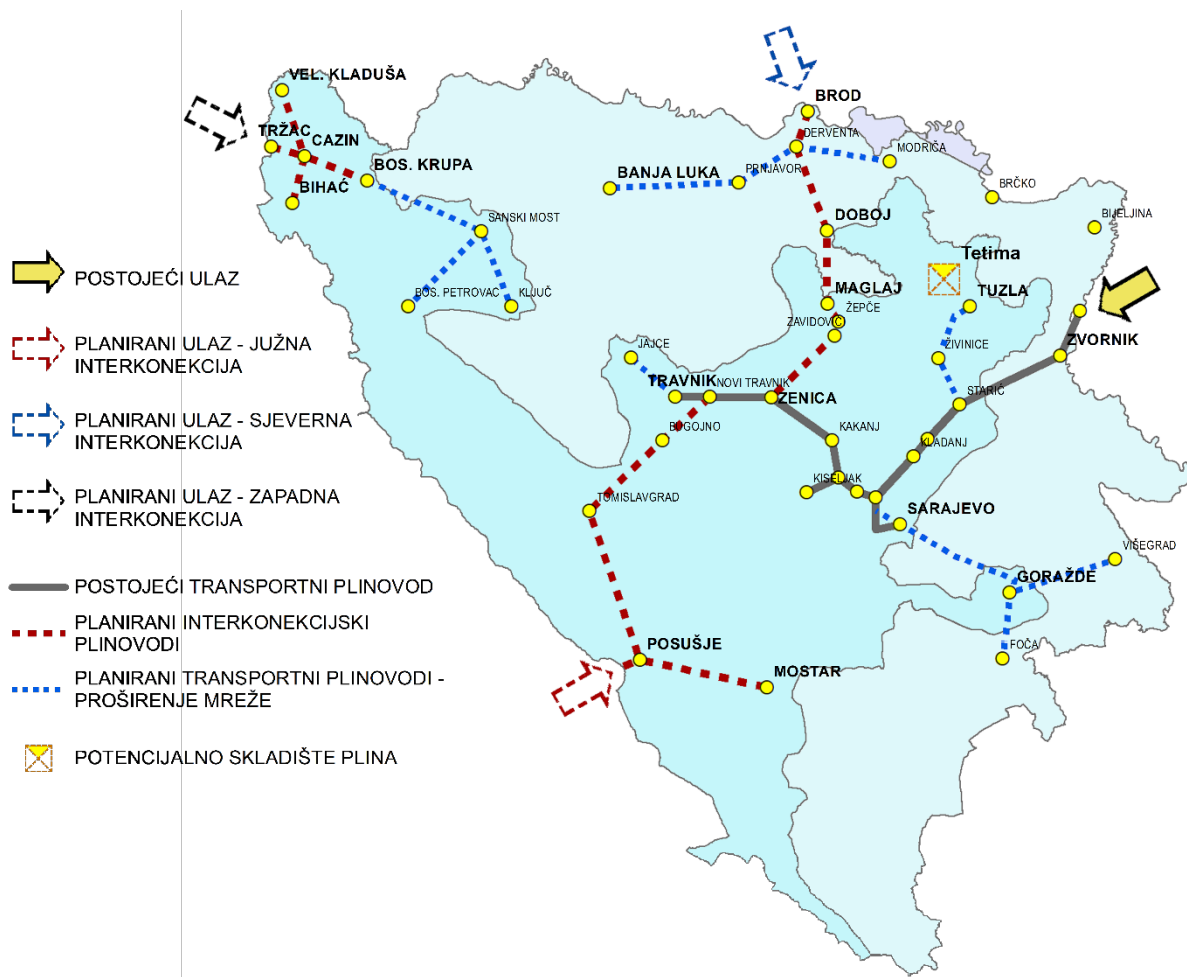 VEL. KLADUŠA
TRŽAC
CAZIN
BIHAĆ
BOS. KRUPA
SANSKI MOST
BOS. PETROVAC
KLJUČ
BROD
DERVENTA
MODRIČA
PRNJAVOR
BANJA LUKA
BRČKO
BIJELJINA
DOBOJ
Tetima
TUZLA
MAGLAJ
ŽEPČE
ZAVIDOVIĆI
ZVORNIK
ŽIVINICE
JAJCE
TRAVNIK
NOVI TRAVNIK
ZENICA
STARIĆ
BUGOJNO
KAKANJ
KLADANJ
KISELJAK
TOMISLAVGRAD
SARAJEVO
VIŠEGRAD
GORAŽDE
FOČA
POSUŠJE
MOSTAR
POSTOJEĆI ULAZ
PLANIRANI ULAZ - JUŽNA
INTERKONEKCIJA
PLANIRANI ULAZ - SJEVERNA
INTERKONEKCIJA
PLANIRANI ULAZ - ZAPADNA
INTERKONEKCIJA
POSTOJEĆI TRANSPORTNI PLINOVOD
PLANIRANI INTERKONEKCIJSKI
PLINOVODI
PLANIRANI TRANSPORTNI PLINOVODI -
PROŠIRENJE MREŽE
POTENCIJALNO SKLADIŠTE PLINA